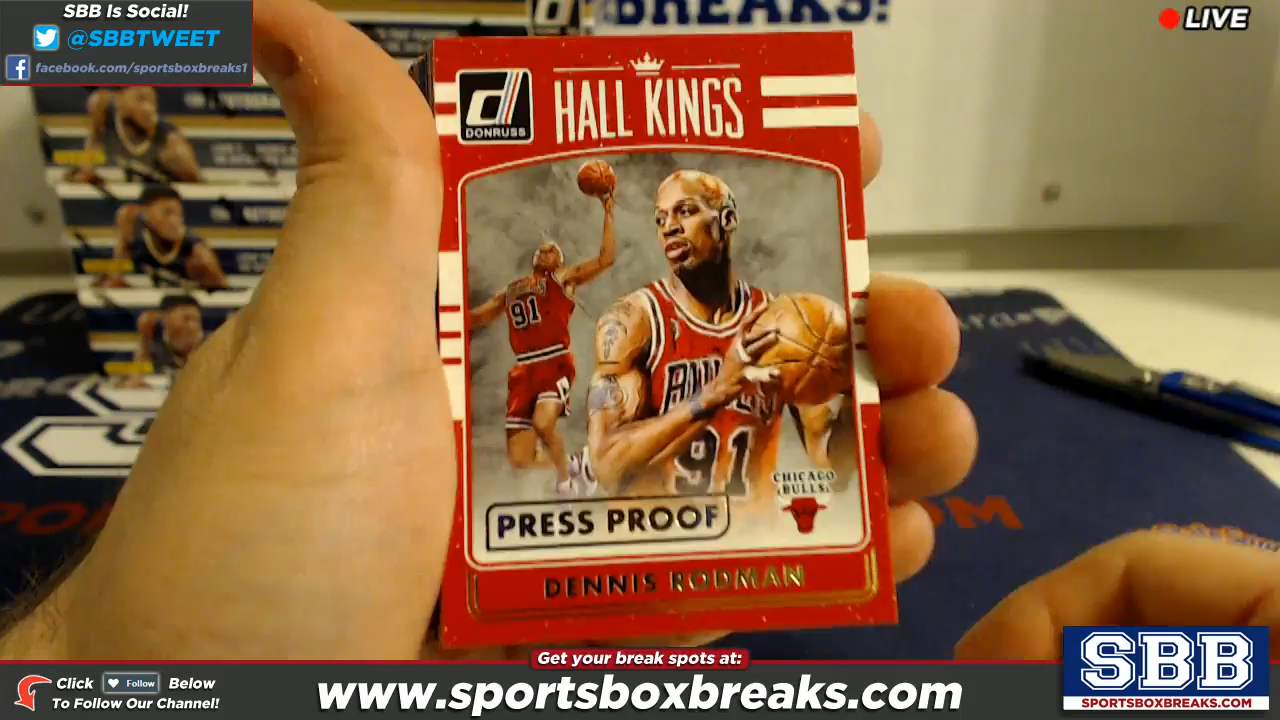 SBB Is Social!
@SBBTWEET
facebook.com/sportsboxbreaks1
BREAKS!
LIVE
DONRUSS
HALL KINGS
91
91
CHICAGO
BULLS
PRESS PROOF
DENNIS RODMAN
Get your break spots at:
Click Follow Below
To Follow Our Channel!
www.sportsboxbreaks.com
SBB
SPORTSBOXBREAKS.COM